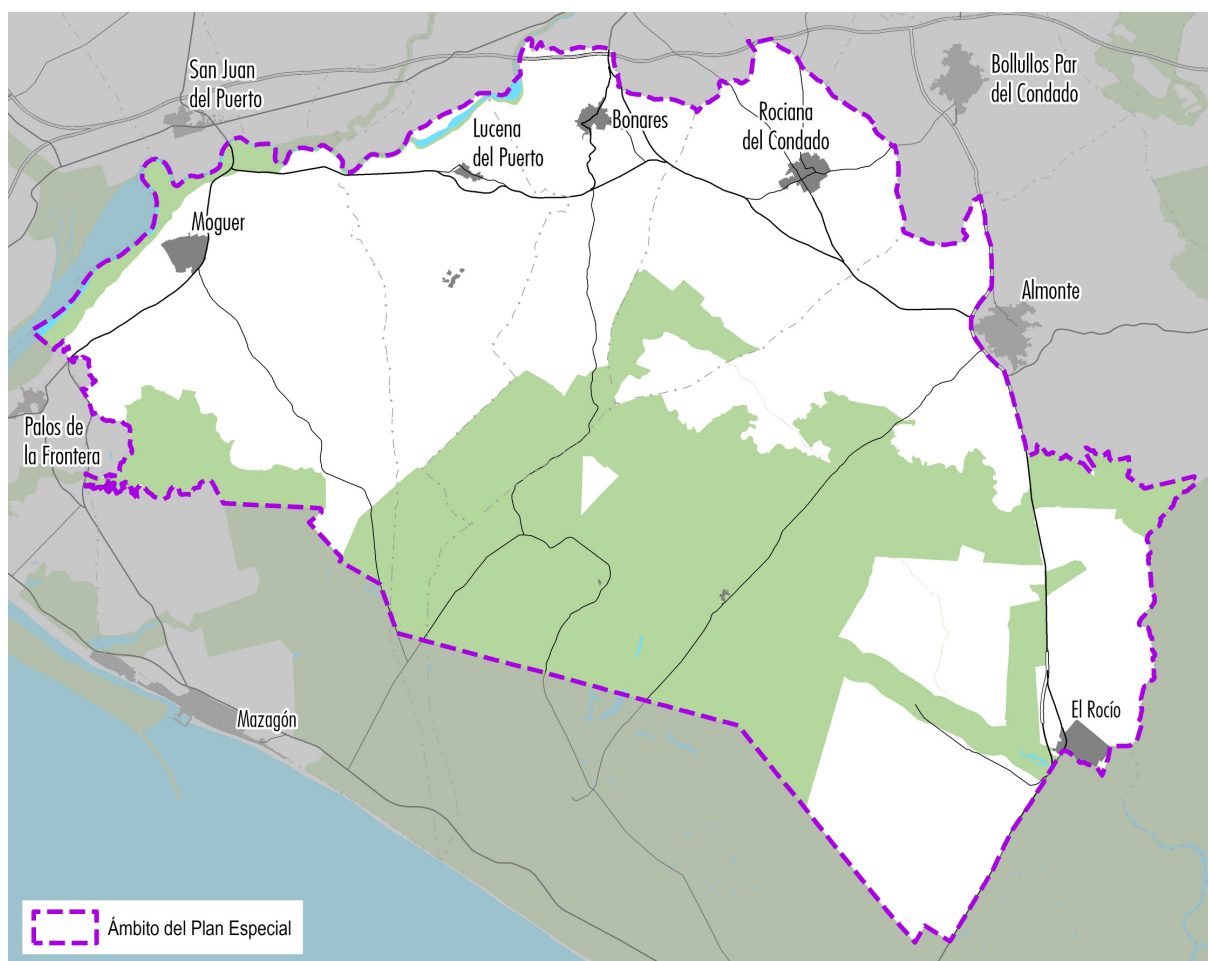 San Juan
del Puerto
Bollullos Par
del Condado
Lucena
del Puerto
Bonares
Rociana
del Condado
Moguer
Almonte
Palos de
la Frontera
Mazagón
El Rocío
Ámbito del Plan Especial